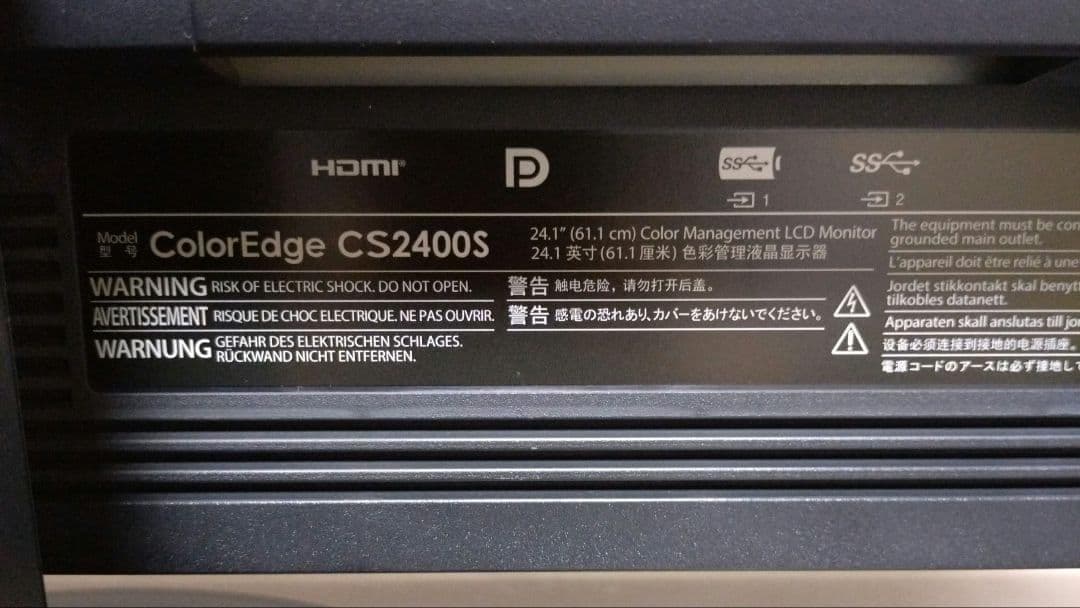 HDMI®
SS
SS
1
2
Model
型 号
ColorEdge CS2400S
24.1" (61.1 cm) Color Management LCD Monitor
24.1 英寸 (61.1 厘米) 色彩管理液晶显示器
WARNING RISK OF ELECTRIC SHOCK. DO NOT OPEN.
AVERTISSEMENT RISQUE DE CHOC ELECTRIQUE. NE PAS OUVRIR.
WARNUNG GEFAHR DES ELEKTRISCHEN SCHLAGES.
RÜCKWAND NICHT ENTFERNEN.
警告 触电危险，请勿打开后盖。
警告 感電の恐れあり、カバーをあけないでください。
The equipment must be con
grounded main outlet.
L'appareil doit être relié à une
Jordet stikkontakt skal benytt
tilkobles datanett.
Apparaten skall anslutas till jo
设备必须连接到接地的电源插座。
電源コードのアースは必ず接地して